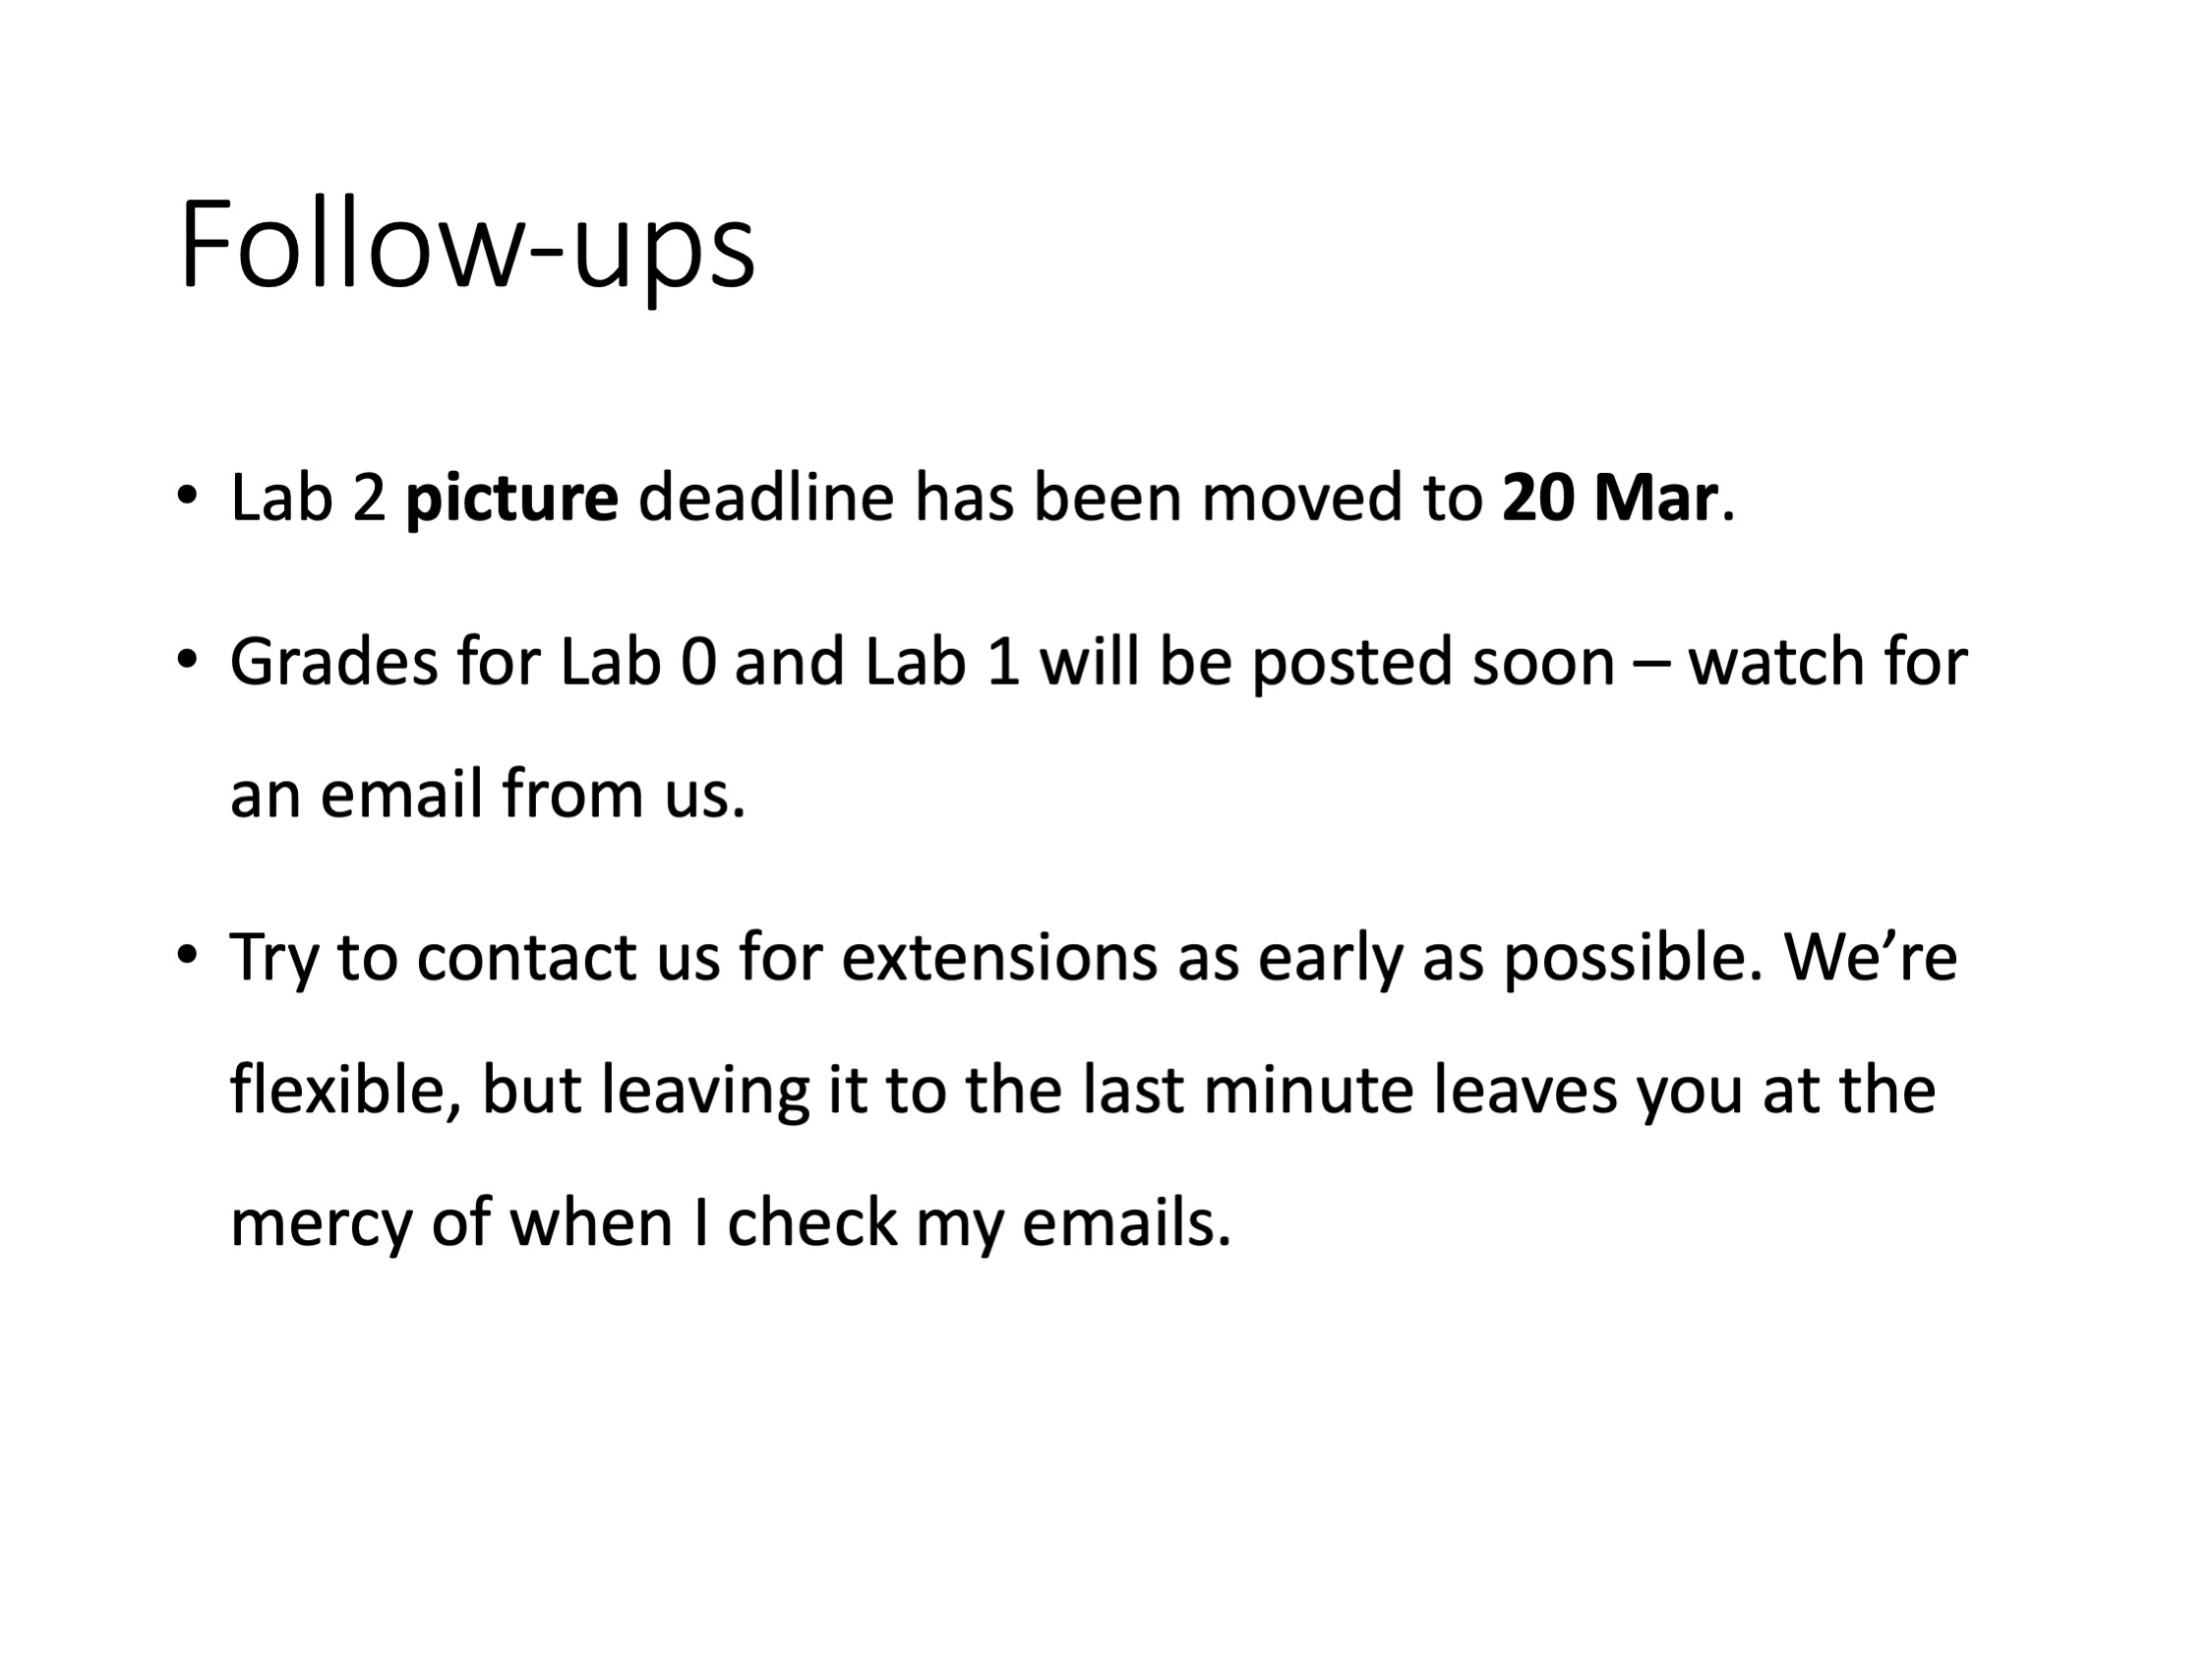 Follow-ups
• Lab 2 picture deadline has been moved to 20 Mar.
• Grades for Lab 0 and Lab 1 will be posted soon – watch for
an email from us.
• Try to contact us for extensions as early as possible. We’re
flexible, but leaving it to the last minute leaves you at the
mercy of when I check my emails.